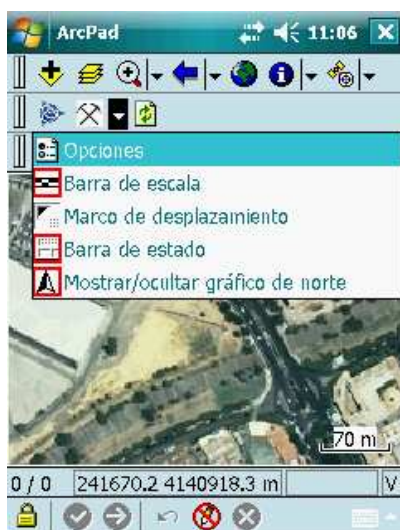 ArcPad 11:06
Opciones
Barra de escala
Marco de desplazamiento
Barra de estado
Mostrar/ocultar gráfico de norte
70 m
0 / 0 241670.2 4140918.3 m V